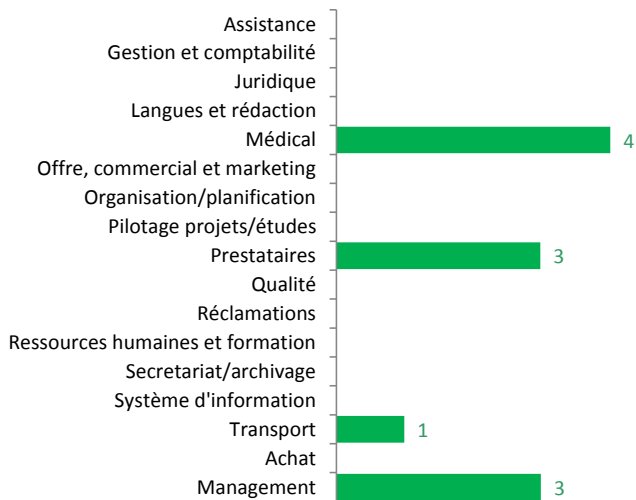 Assistance
Gestion et comptabilité
Juridique
Langues et rédaction
Médical 4
Offre, commercial et marketing
Organisation/planification
Pilotage projets/études
Prestataires 3
Qualité
Réclamations
Ressources humaines et formation
Secretariat/archivage
Système d'information
Transport 1
Achat
Management 3